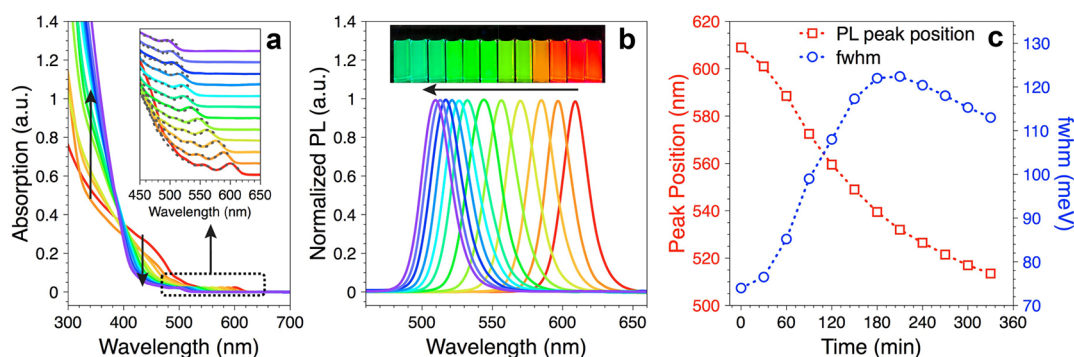 1.4
1.2
1
0.8
0.6
0.4
0.2
0
300 400 500 600 700
Absorption (a.u.)
Wavelength (nm)
a
450 500 550 600 650
Wavelength (nm)
1.4
1.2
1
0.8
0.6
0.4
0.2
0
500 550 600 650
Normalized PL (a.u.)
Wavelength (nm)
b
620
600
580
560
540
520
500
Peak Position (nm)
PL peak position
fwhm
c
130
120
110
100
90
80
70
fwhm (meV)
0 60 120 180 240 300 360
Time (min)